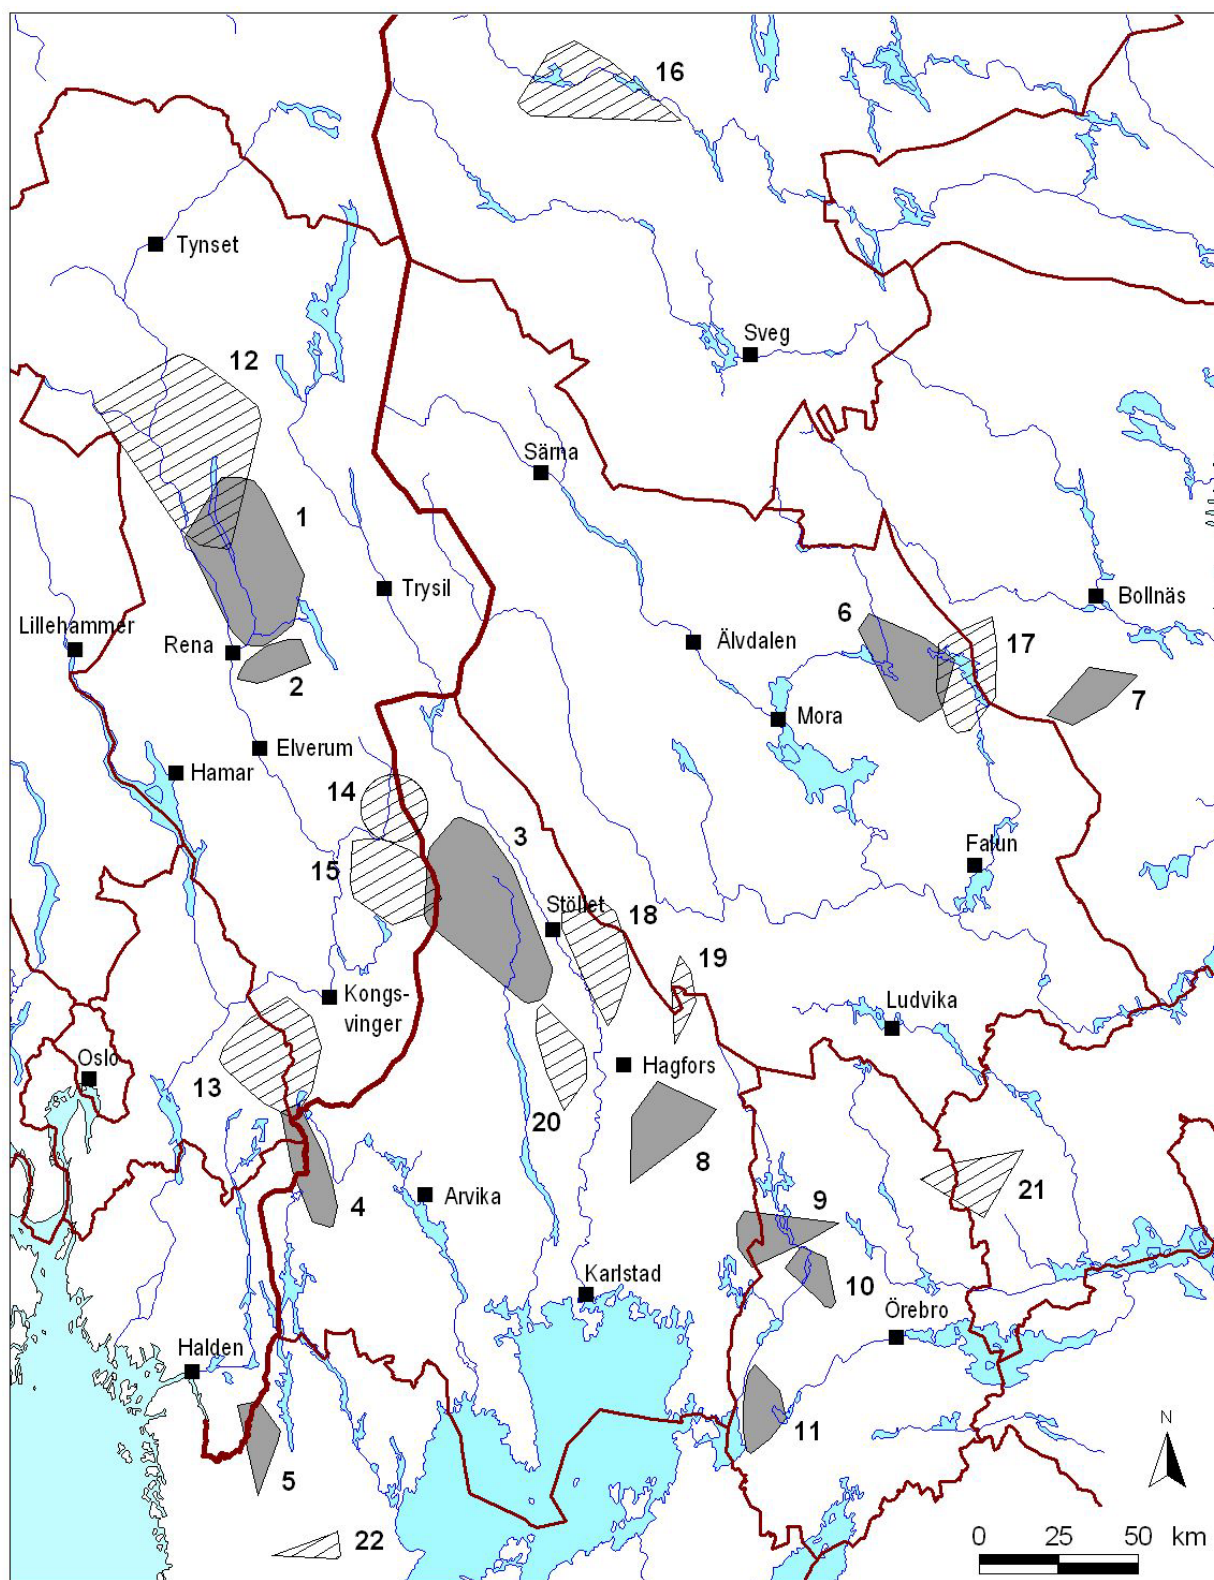 16
Tynset
Sveg
12
Särna
1
Trysil
Bollnäs
6
Lillehammer
Rena
Älvdalen
17
2
7
Mora
Elverum
Hamar
14
3
Falun
15
Stöllet
18
19
Kongs-
vinger
Ludvika
Oslo
13
Hagfors
20
8
21
4
Arvika
9
Karlstad
10
Örebro
Halden
N
11
5
0 25 50 km
22